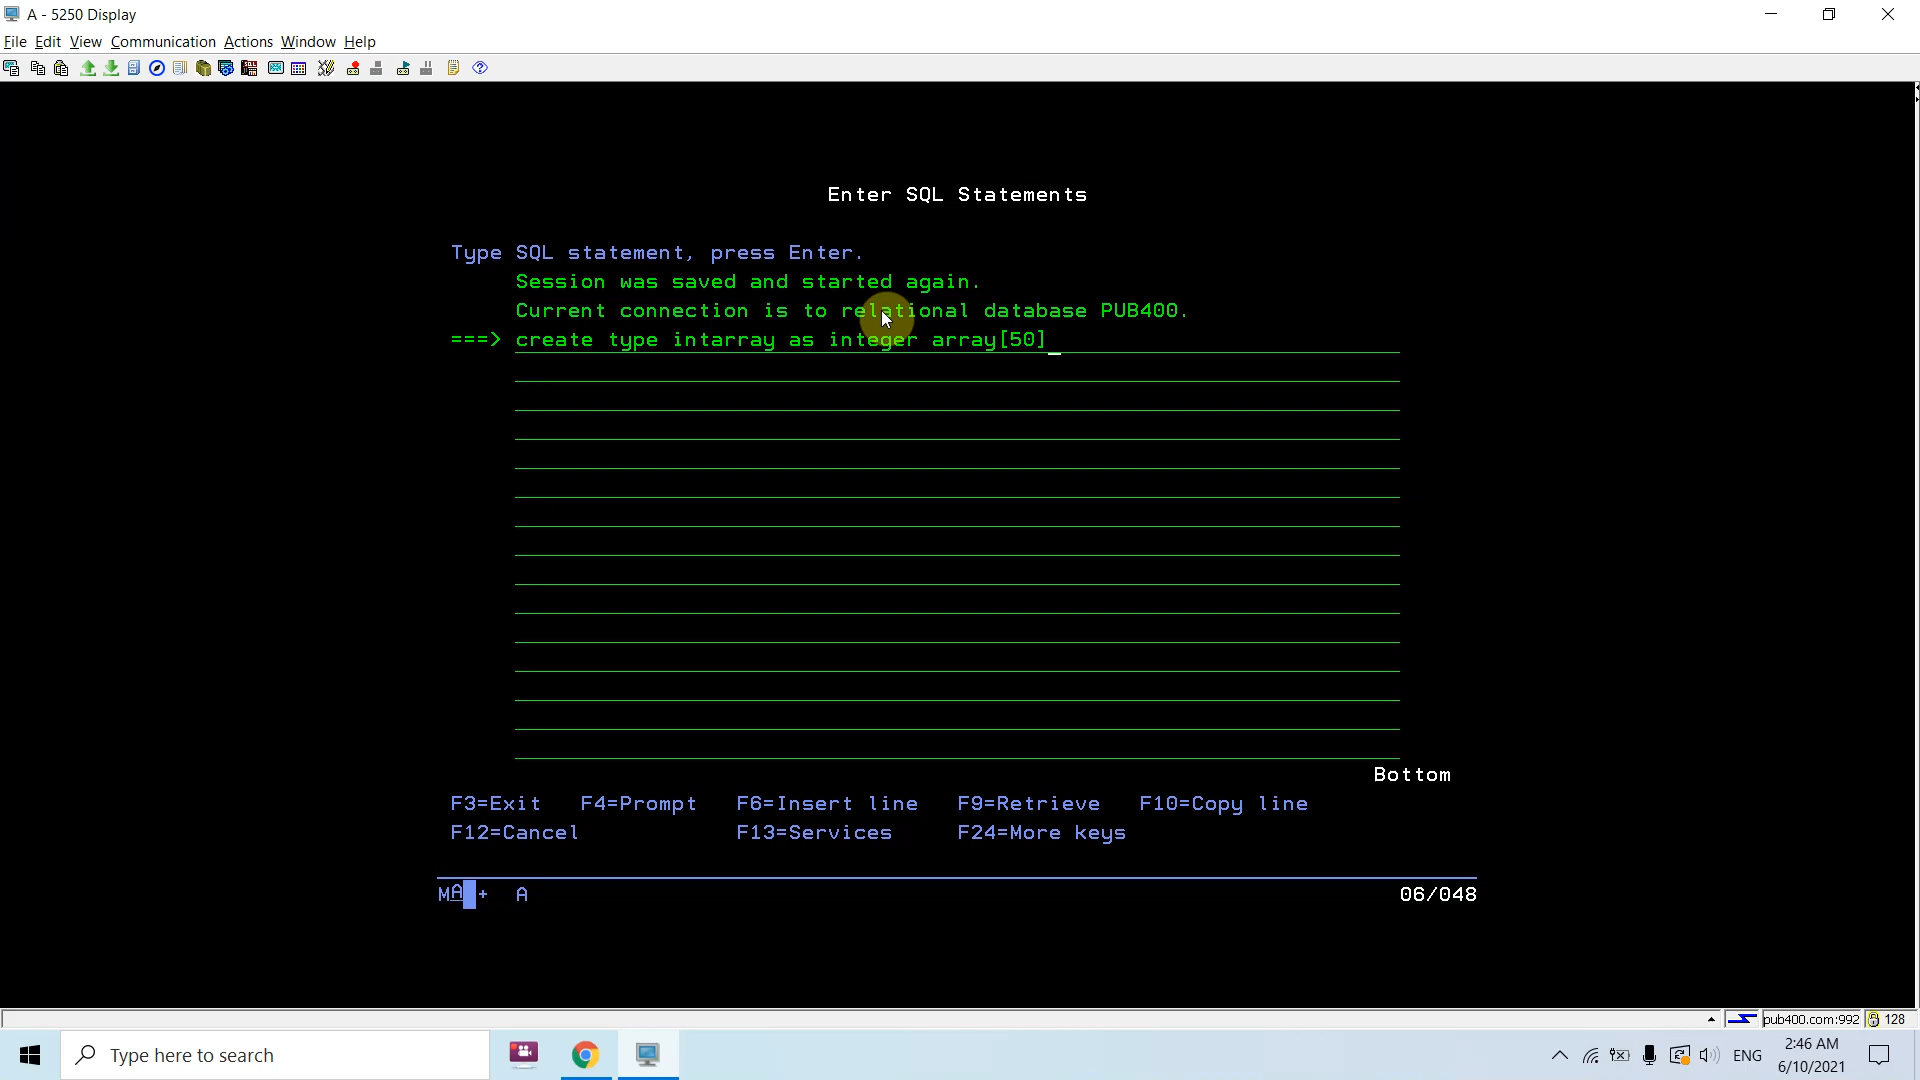 A - 5250 Display
File Edit View Communication Actions Window Help
Enter SQL Statements
Type SQL statement, press Enter.
Session was saved and started again.
Current connection is to relational database PUB400.
===> create type intarray as integer array[50]
Bottom
F3=Exit F4=Prompt F6=Insert line F9=Retrieve F10=Copy line
F12=Cancel F13=Services F24=More keys
MA + A 06/048
pub400.com:992 128
Type here to search
ENG
2:46 AM
6/10/2021